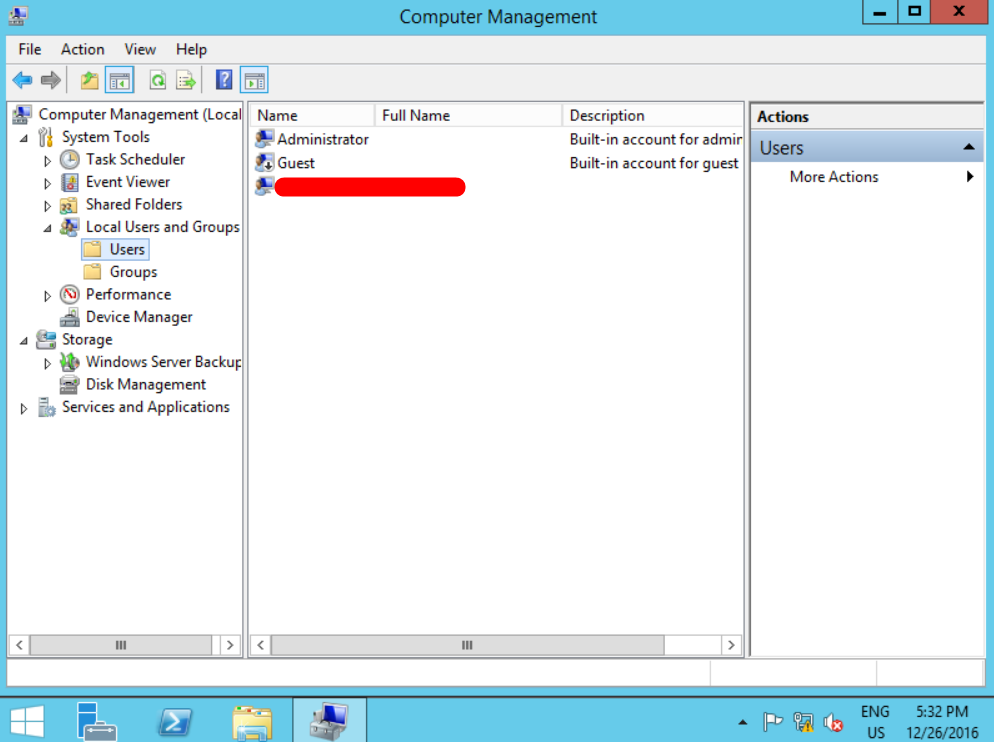 Computer Management
File Action View Help
Computer Management (Local
System Tools
Task Scheduler
Event Viewer
Shared Folders
Local Users and Groups
Users
Groups
Performance
Device Manager
Storage
Windows Server Backup
Disk Management
Services and Applications
Name Full Name Description
Administrator Built-in account for admin
Guest Built-in account for guest
Actions
Users
More Actions
ENG 5:32 PM
US 12/26/2016